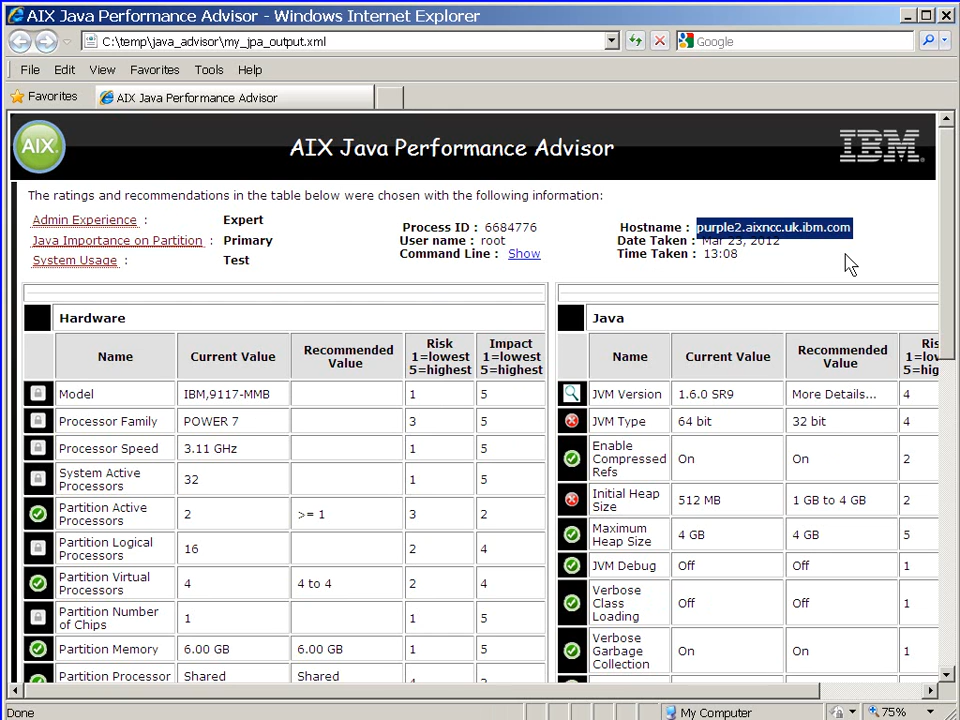 AIX Java Performance Advisor - Windows Internet Explorer
C:\temp\java_advisor\my_jpa_output.xml
Google
File Edit View Favorites Tools Help
Favorites
AIX Java Performance Advisor
AIX
AIX Java Performance Advisor
IBM
The ratings and recommendations in the table below were chosen with the following information:
Admin Experience : Expert
Java Importance on Partition : Primary
System Usage : Test
Process ID : 6684776
User name : root
Command Line : Show
Hostname : purple2.aixncc.uk.ibm.com
Date Taken : Mar 23, 2012
Time Taken : 13:08
Hardware
Name Current Value Recommended Value Risk 1=lowest 5=highest Impact 1=lowest 5=highest
Model IBM,9117-MMB 1 5
Processor Family POWER 7 3 5
Processor Speed 3.11 GHz 1 5
System Active Processors 32 1 5
Partition Active Processors 2 >= 1 3 2
Partition Logical Processors 16 2 4
Partition Virtual Processors 4 4 to 4 2 4
Partition Number of Chips 1 1 5
Partition Memory 6.00 GB 6.00 GB 1 5
Partition Processor Shared Shared
Java
Name Current Value Recommended Value
JVM Version 1.6.0 SR9 More Details... 4
JVM Type 64 bit 32 bit 4
Enable Compressed Refs On On 2
Initial Heap Size 512 MB 1 GB to 4 GB 2
Maximum Heap Size 4 GB 4 GB 5
JVM Debug Off Off 1
Verbose Class Loading Off Off 1
Verbose Garbage Collection On On 1
Done
My Computer
75%